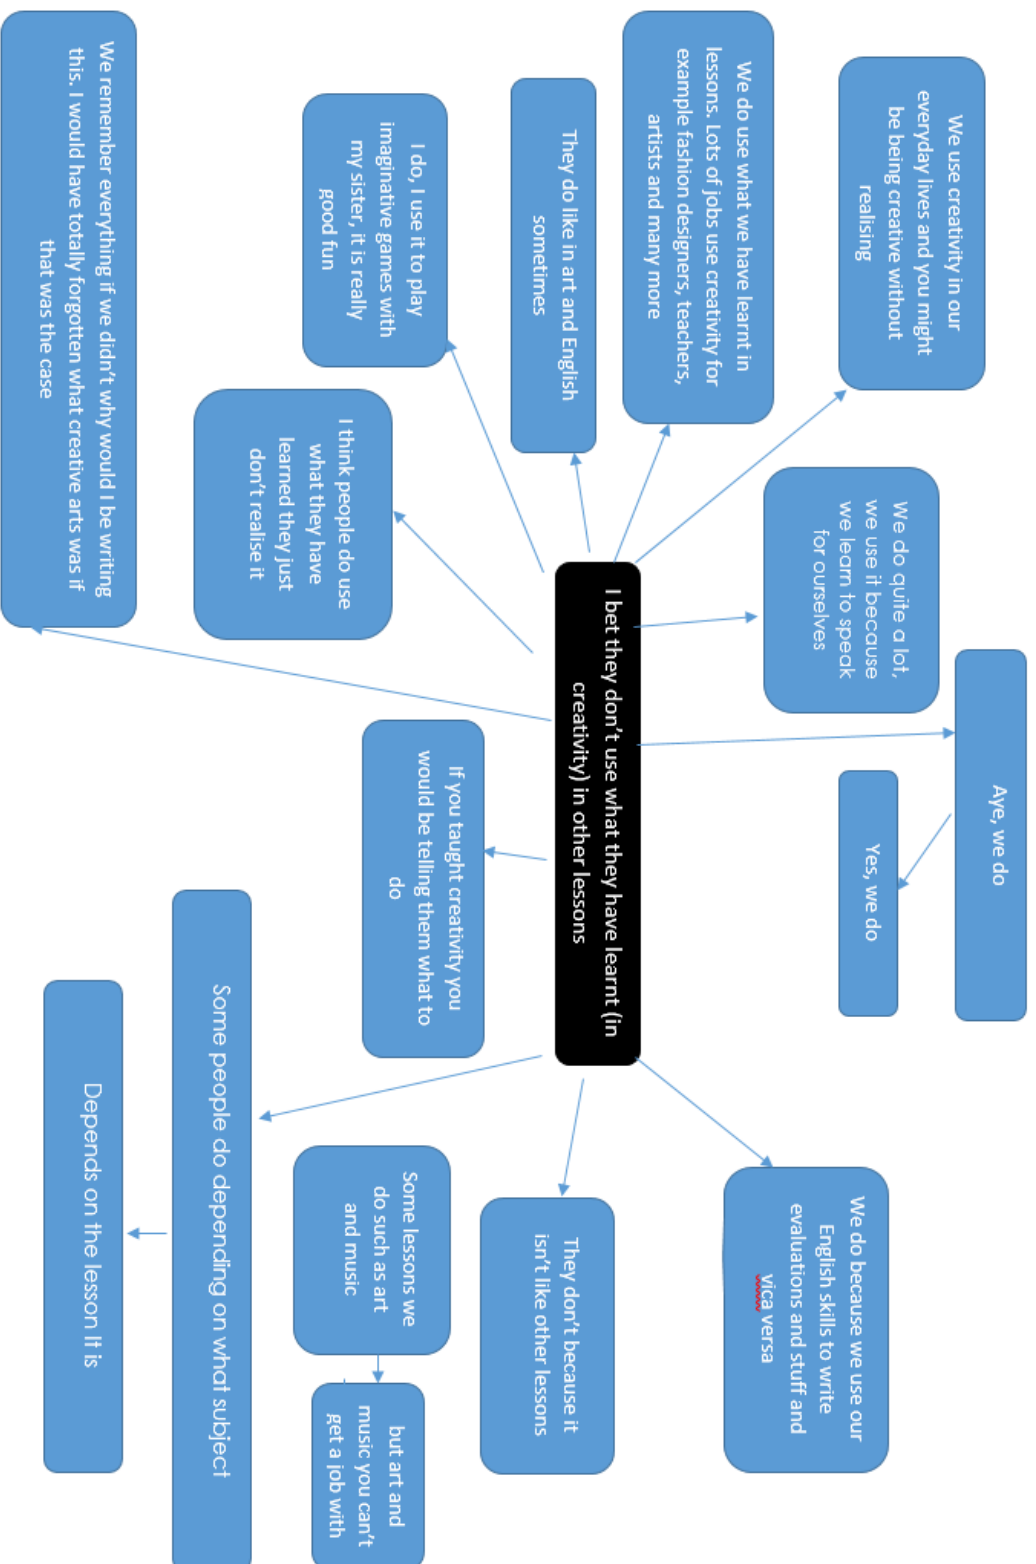 Aye, we do
Yes, we do
We use creativity in our
everyday lives and you might
be being creative without
realising
We do quite a lot,
we use it because
we learn to speak
for ourselves
We do because we use our
English skills to write
evaluations and stuff and
vica versa
We do use what we have learnt in
lessons. Lots of jobs use creativity for
example fashion designers, teachers,
artists and many more
They do like in art and English
sometimes
I bet they don't use what they have learnt (in
creativity) in other lessons
They don't because it
isn't like other lessons
I do, I use it to play
imaginative games with
my sister, it is really
good fun
If you taught creativity you
would be telling them what to
do
Some lessons we
do such as art
and music
but art and
music you can't
get a job with
I think people do use
what they have
learned they just
don't realise it
Some people do depending on what subject
We remember everything if we didn't why would I be writing
this. I would have totally forgotten what creative arts was if
that was the case
Depends on the lesson It is